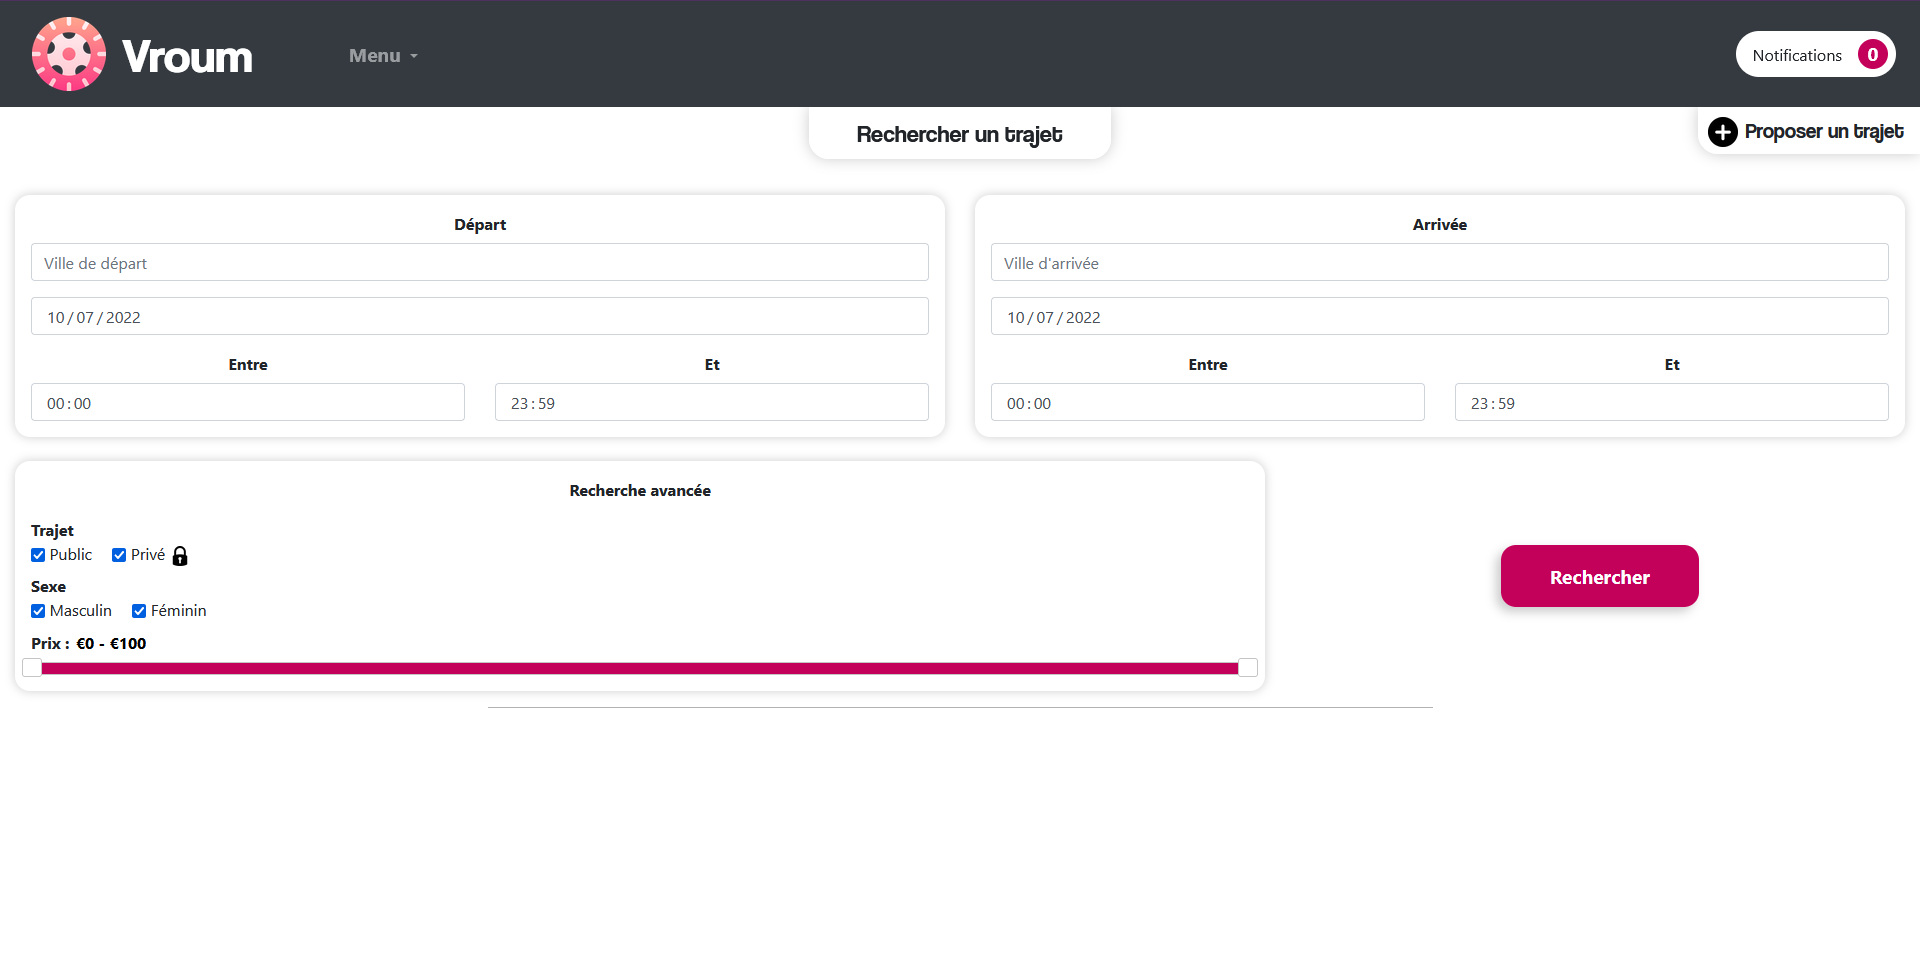 Vroum
Menu
Notifications 0
Rechercher un trajet
Proposer un trajet
Départ
Ville de départ
10/07/2022
Entre
Et
00:00
23:59
Arrivée
Ville d'arrivée
10/07/2022
Entre
Et
00:00
23:59
Recherche avancée
Trajet
Public Privé
Sexe
Masculin Féminin
Prix : €0 - €100
Rechercher